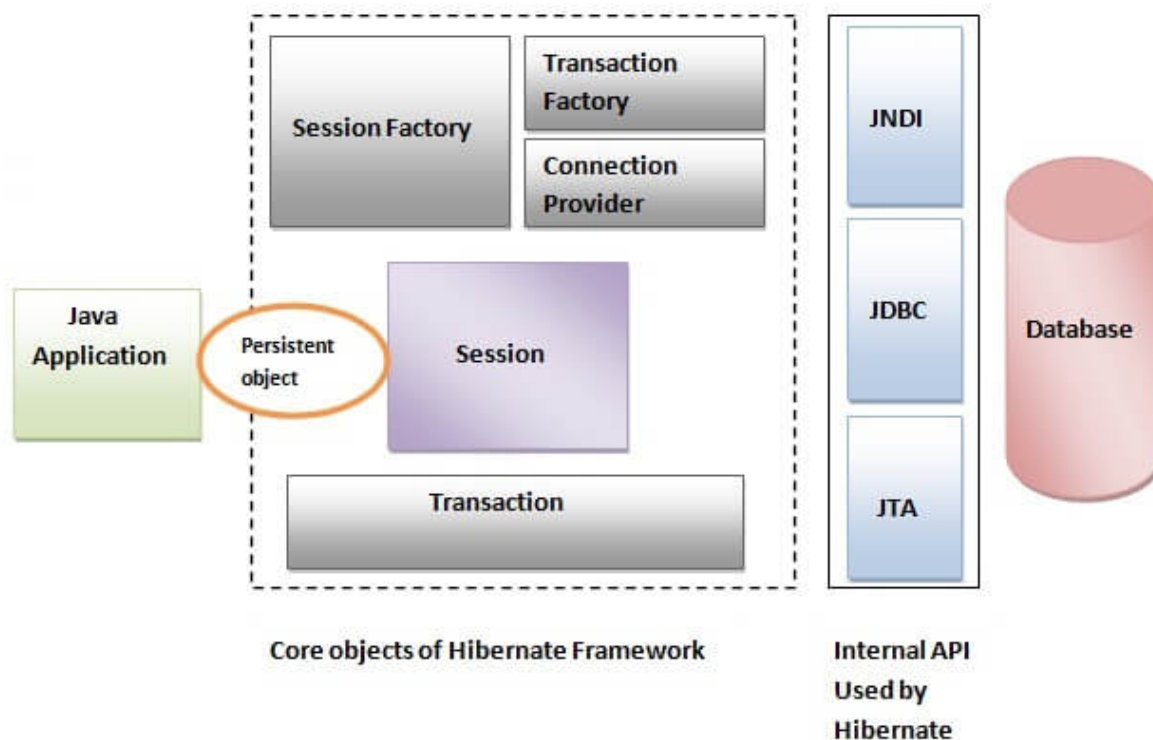 Session Factory
Transaction
Factory
Connection
Provider
Java
Application
Persistent
object
Session
Transaction
JNDI
JDBC
JTA
Database
Core objects of Hibernate Framework
Internal API
Used by
Hibernate